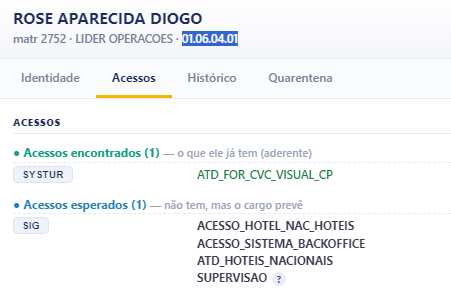 ROSE APARECIDA DIOGO
matr 2752 · LIDER OPERACOES · 01.06.04.01
Identidade Acessos Histórico Quarentena
ACESSOS
● Acessos encontrados (1) — o que ele já tem (aderente)
SYSTUR ATD_FOR_CVC_VISUAL_CP
● Acessos esperados (1) — não tem, mas o cargo prevê
SIG ACESSO_HOTEL_NAC_HOTEIS
ACESSO_SISTEMA_BACKOFFICE
ATD_HOTEIS_NACIONAIS
SUPERVISAO ?